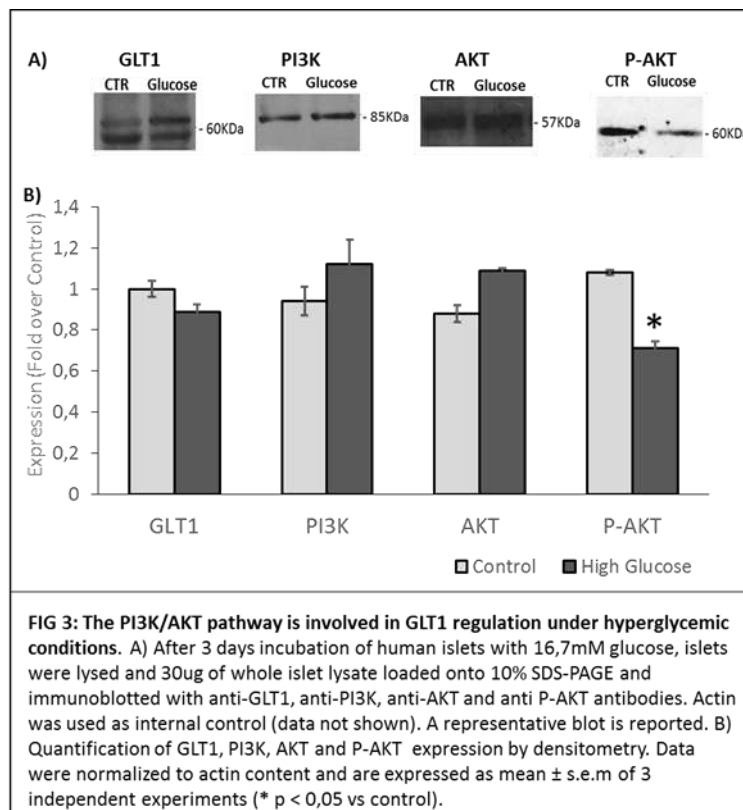 A) GLT1 PI3K AKT P-AKT
CTR Glucose CTR Glucose CTR Glucose CTR Glucose
- 60KDa - 85KDa - 57KDa - 60KDa
B)
Expression (Fold over Control)
1,4
1,2
1
0,8
0,6
0,4
0,2
0
*
GLT1 PI3K AKT P-AKT
Control High Glucose
FIG 3: The PI3K/AKT pathway is involved in GLT1 regulation under hyperglycemic
conditions. A) After 3 days incubation of human islets with 16,7mM glucose, islets
were lysed and 30ug of whole islet lysate loaded onto 10% SDS-PAGE and
immunoblotted with anti-GLT1, anti-PI3K, anti-AKT and anti P-AKT antibodies. Actin
was used as internal control (data not shown). A representative blot is reported. B)
Quantification of GLT1, PI3K, AKT and P-AKT expression by densitometry. Data
were normalized to actin content and are expressed as mean ± s.e.m of 3
independent experiments (* p < 0,05 vs control).